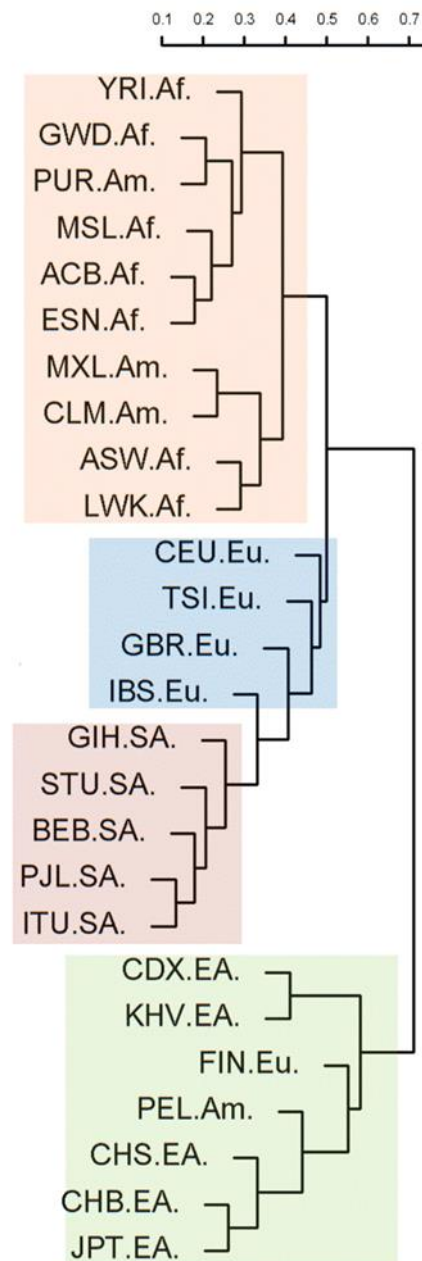 0.1 0.2 0.3 0.4 0.5 0.6 0.7
YRI.Af.
GWD.Af.
PUR.Am.
MSL.Af.
ACB.Af.
ESN.Af.
MXL.Am.
CLM.Am.
ASW.Af.
LWK.Af.
CEU.Eu.
TSI.Eu.
GBR.Eu.
IBS.Eu.
GIH.SA.
STU.SA.
BEB.SA.
PJL.SA.
ITU.SA.
CDX.EA.
KHV.EA.
FIN.Eu.
PEL.Am.
CHS.EA.
CHB.EA.
JPT.EA.